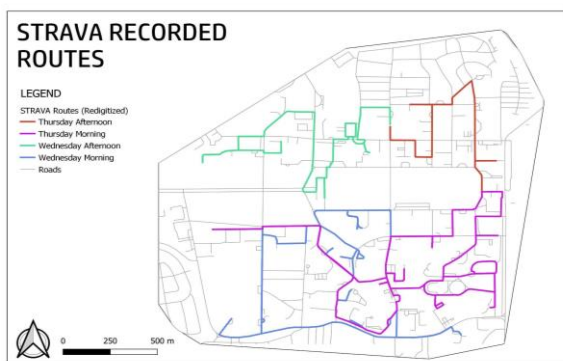 STRAVA RECORDED
ROUTES
LEGEND
STRAVA Routes (Redigitized)
Thursday Afternoon
Thursday Morning
Wednesday Afternoon
Wednesday Morning
Roads
0 250 500 m